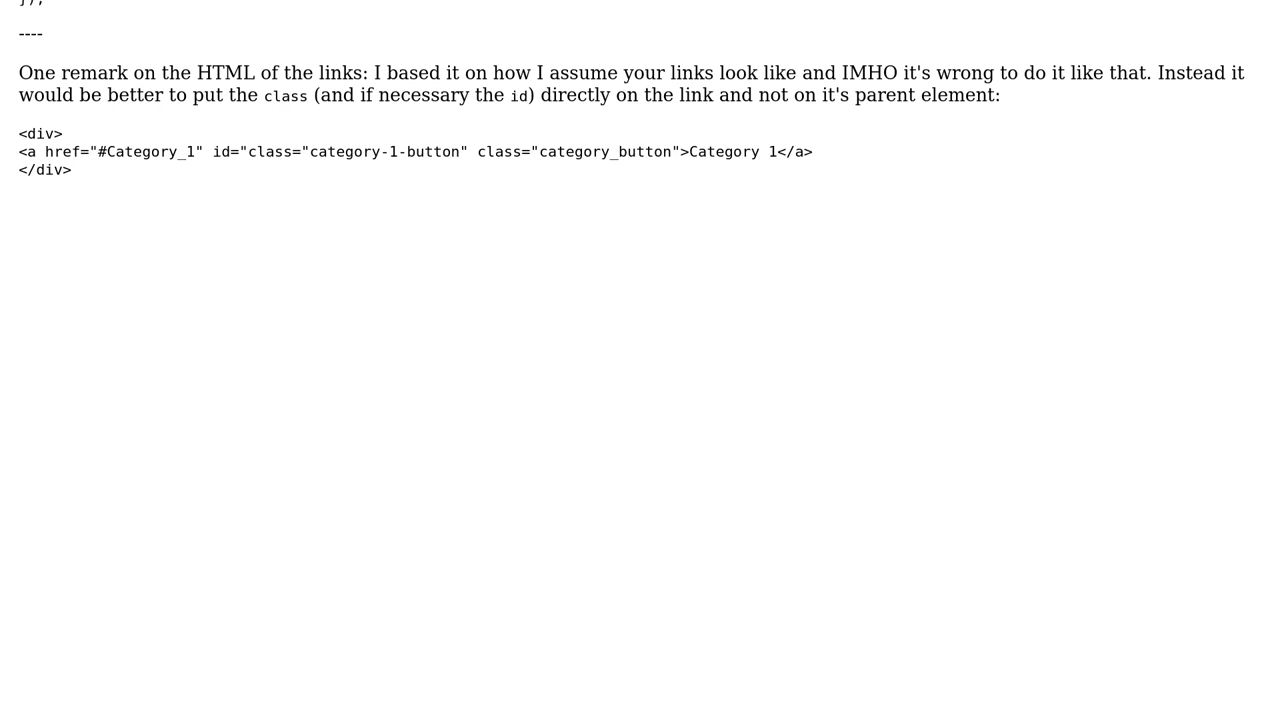 });
----
One remark on the HTML of the links: I based it on how I assume your links look like and IMHO it's wrong to do it like that. Instead it
would be better to put the class (and if necessary the id) directly on the link and not on it's parent element:
<div>
<a href="#Category_1" id="class="category-1-button" class="category_button">Category 1</a>
</div>